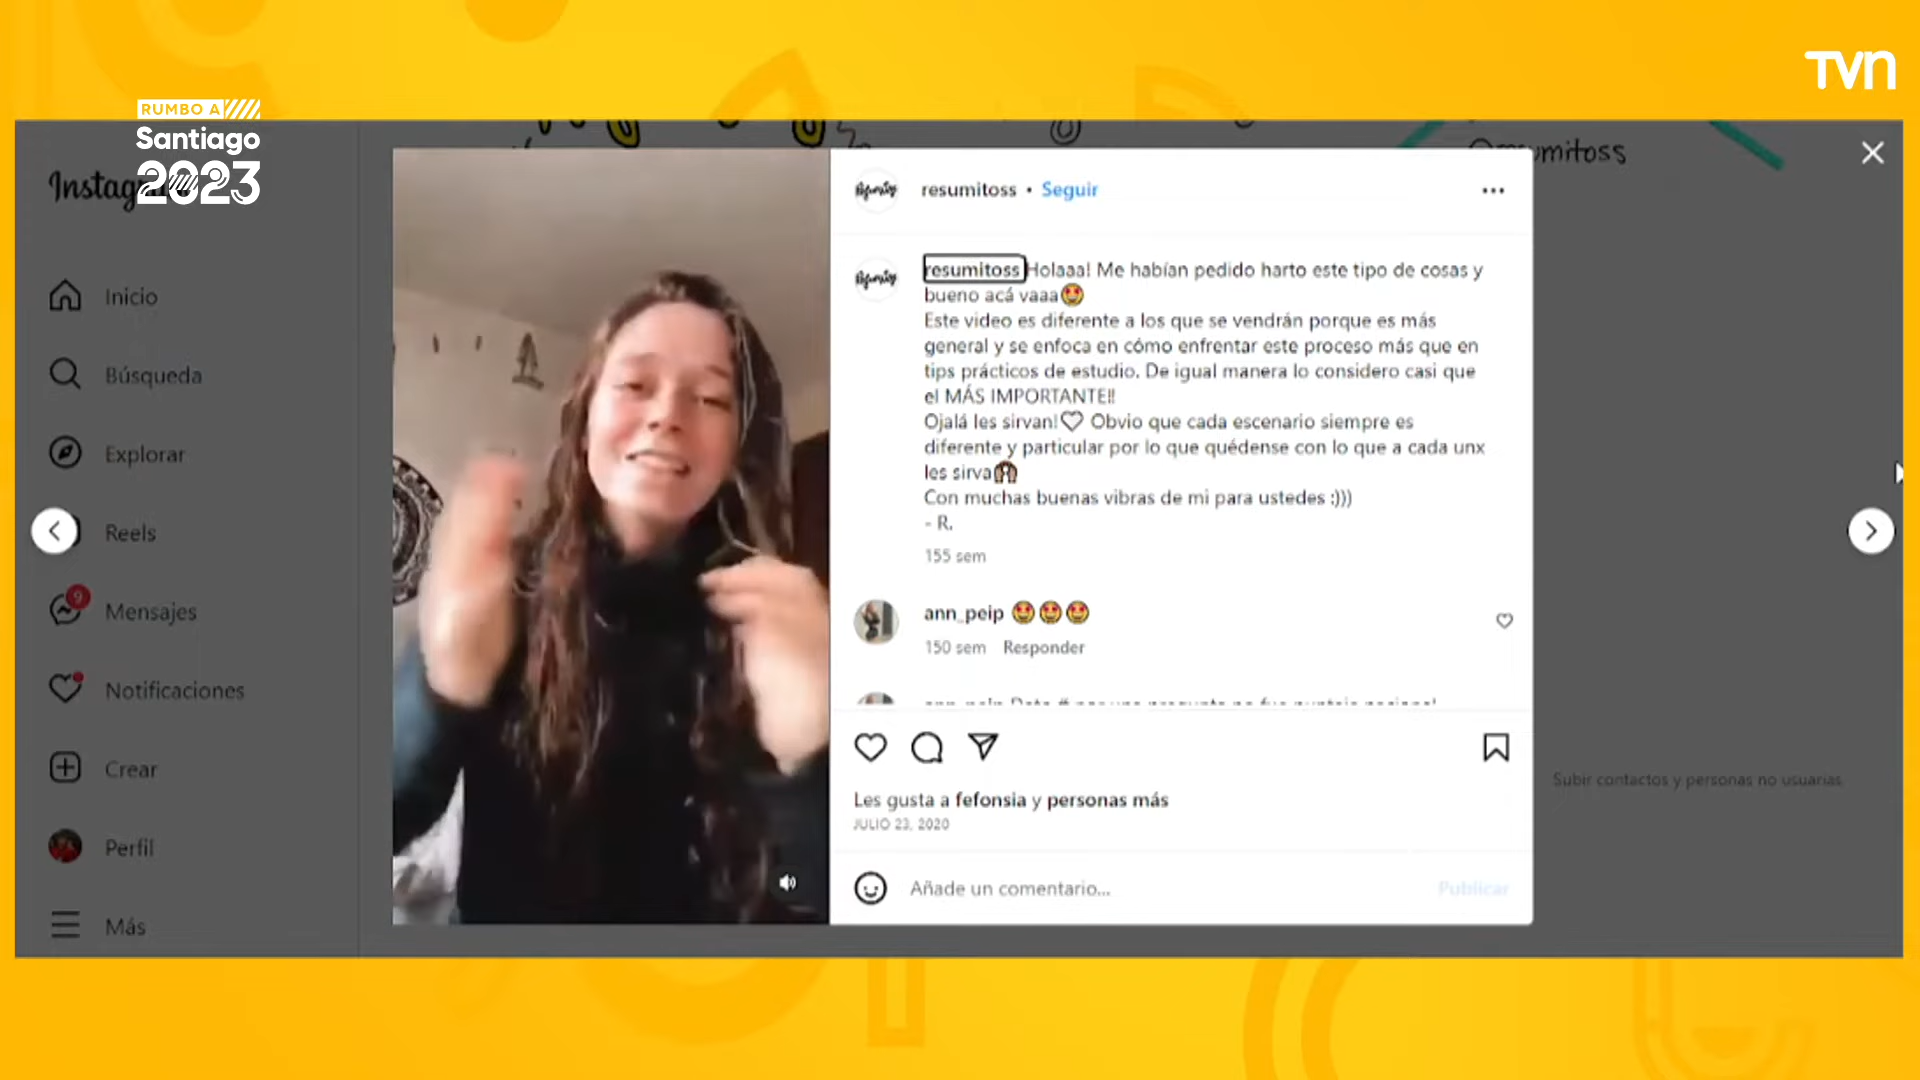 TVN
RUMBO A
Santiago
2023
Instag
resumitoss
Inicio
Búsqueda
Explorar
Reels
9
Mensajes
Notificaciones
Crear
Perfil
Más
resumitoss • Seguir
resumitoss Holaaa! Me habían pedido harto este tipo de cosas y
bueno acá vaaa🤩
Este video es diferente a los que se vendrán porque es más
general y se enfoca en cómo enfrentar este proceso más que en
tips prácticos de estudio. De igual manera lo considero casi que
el MÁS IMPORTANTE!!
Ojalá les sirvan!♡ Obvio que cada escenario siempre es
diferente y particular por lo que quédense con lo que a cada unx
les sirva🙆🏽‍♀️
Con muchas buenas vibras de mi para ustedes :)))
- R.
155 sem
ann_peip 🤩🤩🤩
150 sem Responder
Les gusta a fefonsia y personas más
JULIO 23, 2020
Añade un comentario...
Publicar
Subir contactos y personas no usuarias